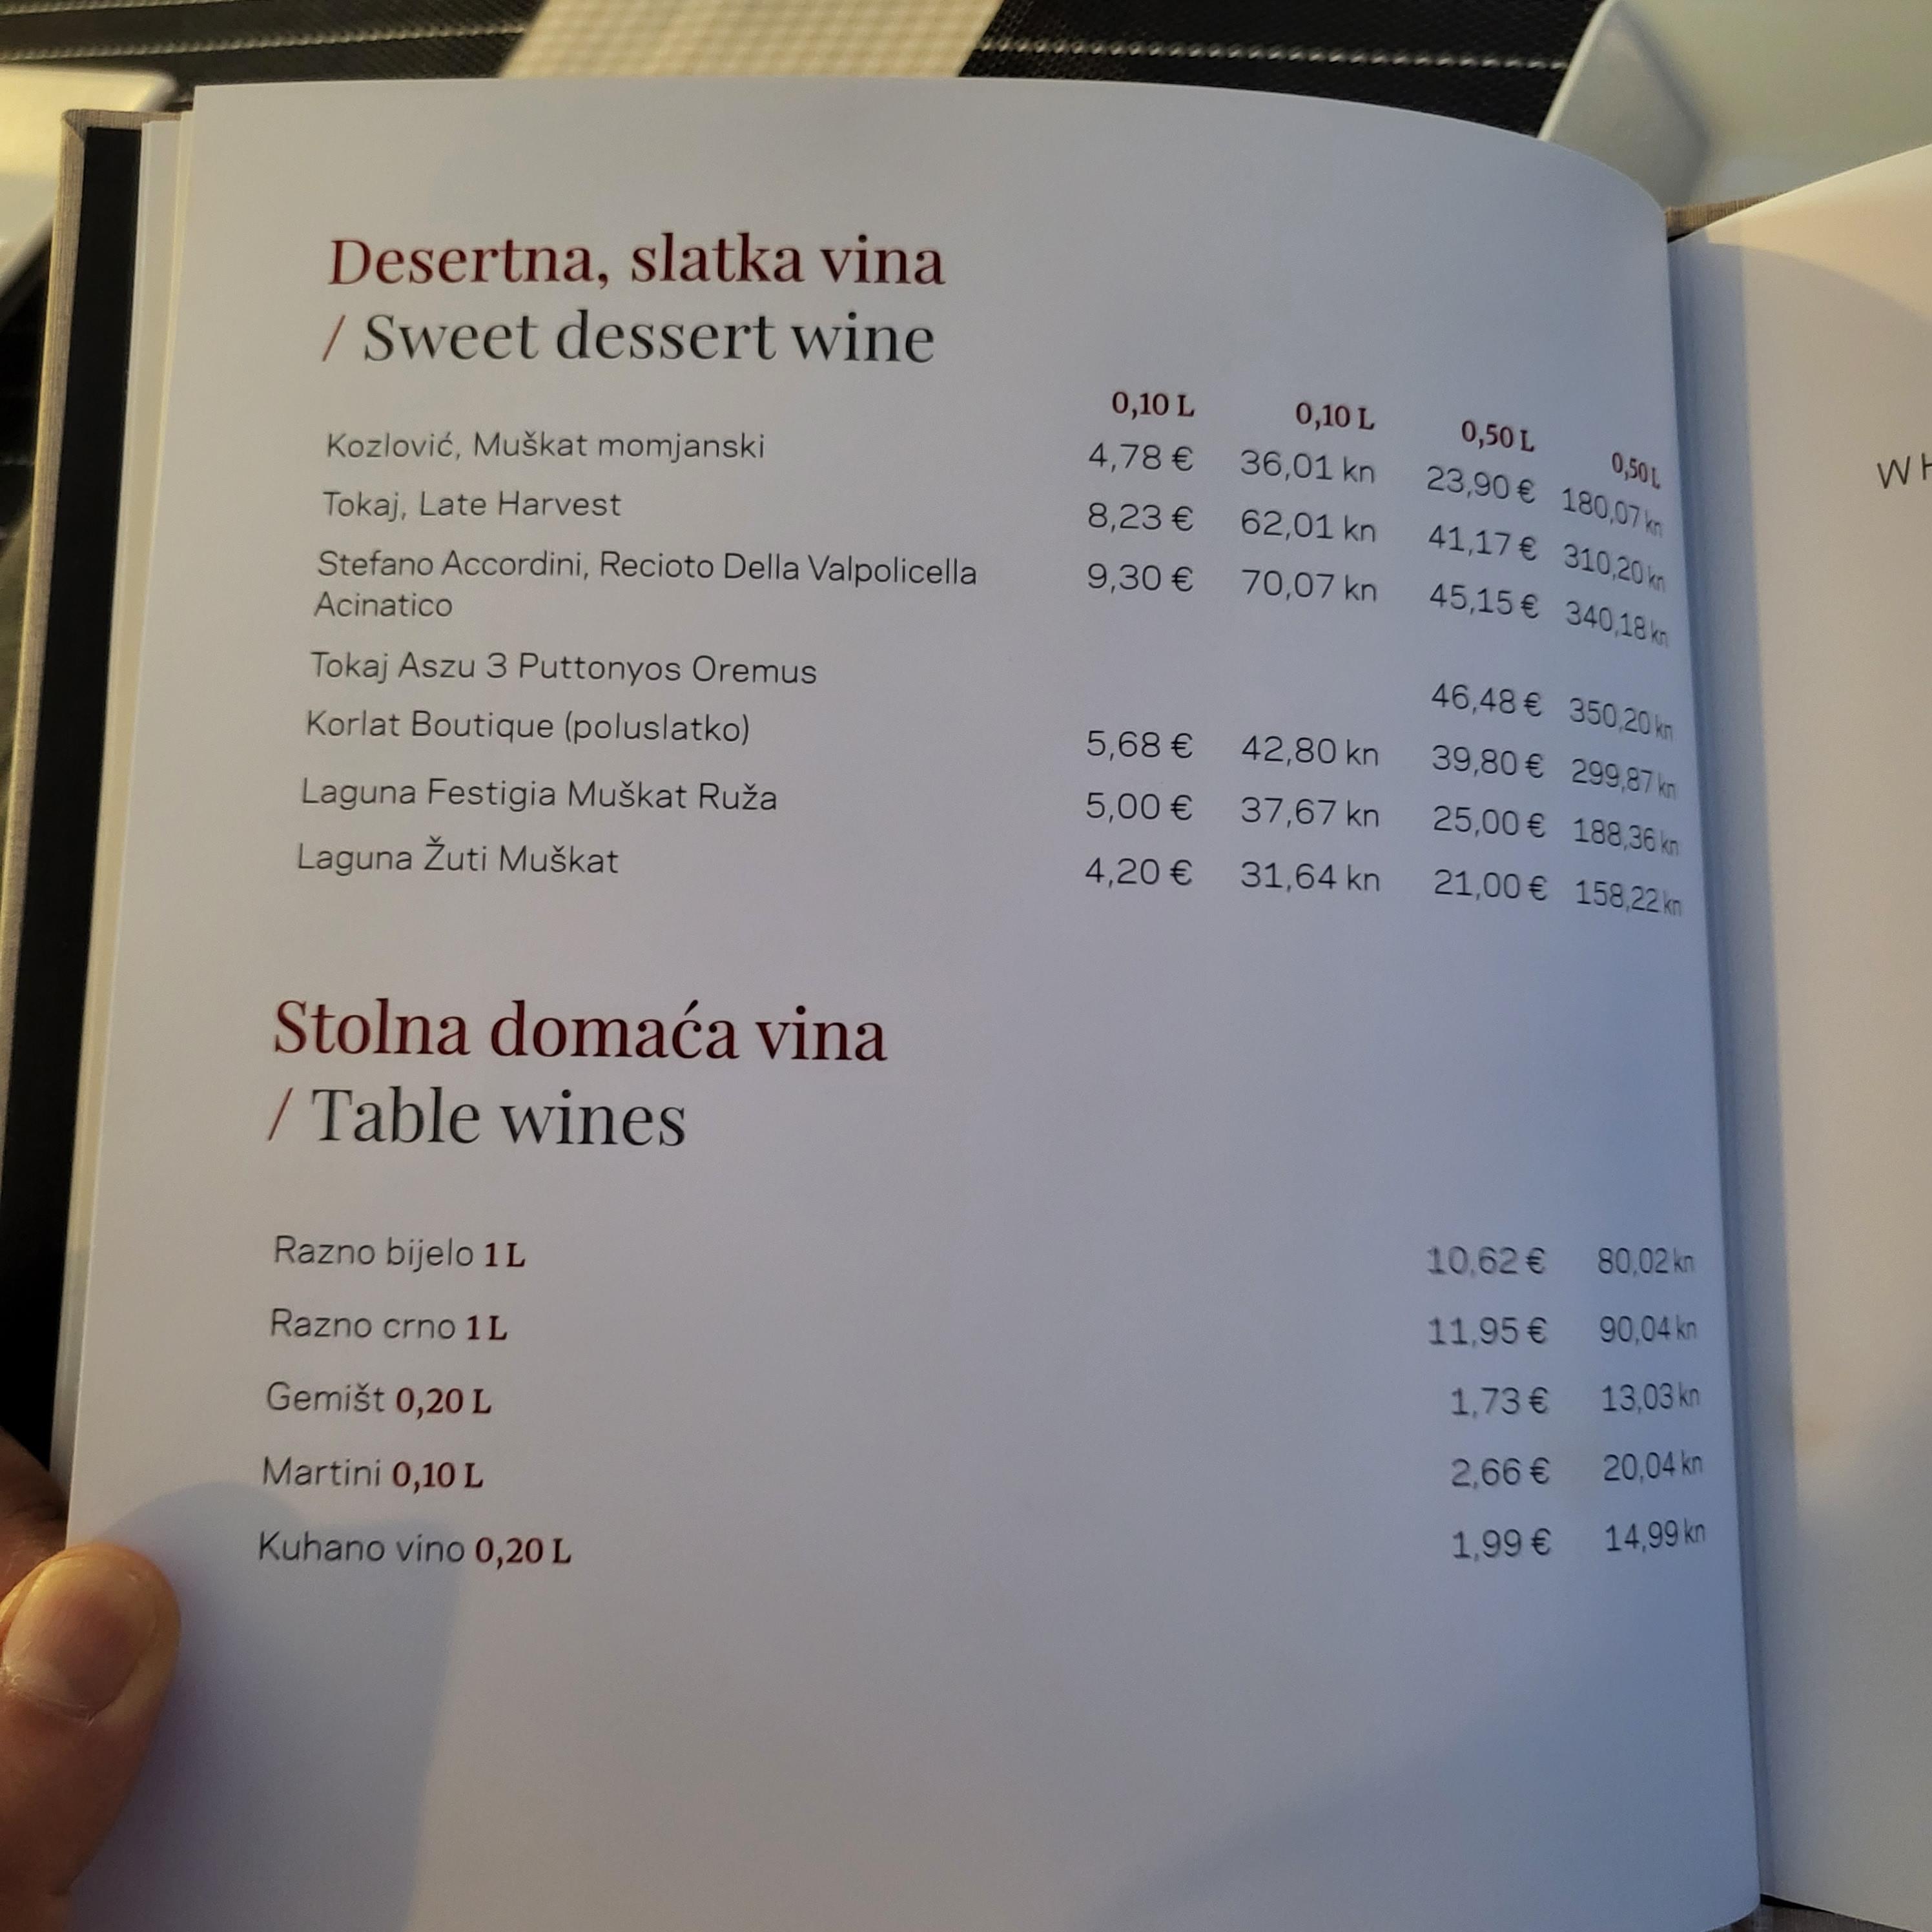 Desertna, slatka vina
/ Sweet dessert wine
0,10 L 0,10 L 0,50 L 0,50 L
Kozlović, Muškat momjanski 4,78 € 36,01 kn 23,90 € 180,07 kn
Tokaj, Late Harvest 8,23 € 62,01 kn 41,17 € 310,20 kn
Stefano Accordini, Recioto Della Valpolicella 9,30 € 70,07 kn 45,15 € 340,18 kn
Acinatico
Tokaj Aszu 3 Puttonyos Oremus 46,48 € 350,20 kn
Korlat Boutique (poluslatko) 5,68 € 42,80 kn 39,80 € 299,87 kn
Laguna Festigia Muškat Ruža 5,00 € 37,67 kn 25,00 € 188,36 kn
Laguna Žuti Muškat 4,20 € 31,64 kn 21,00 € 158,22 kn
Stolna domaća vina
/ Table wines
Razno bijelo 1 L 10,62 € 80,02 kn
Razno crno 1 L 11,95 € 90,04 kn
Gemišt 0,20 L 1,73 € 13,03 kn
Martini 0,10 L 2,66 € 20,04 kn
Kuhano vino 0,20 L 1,99 € 14,99 kn